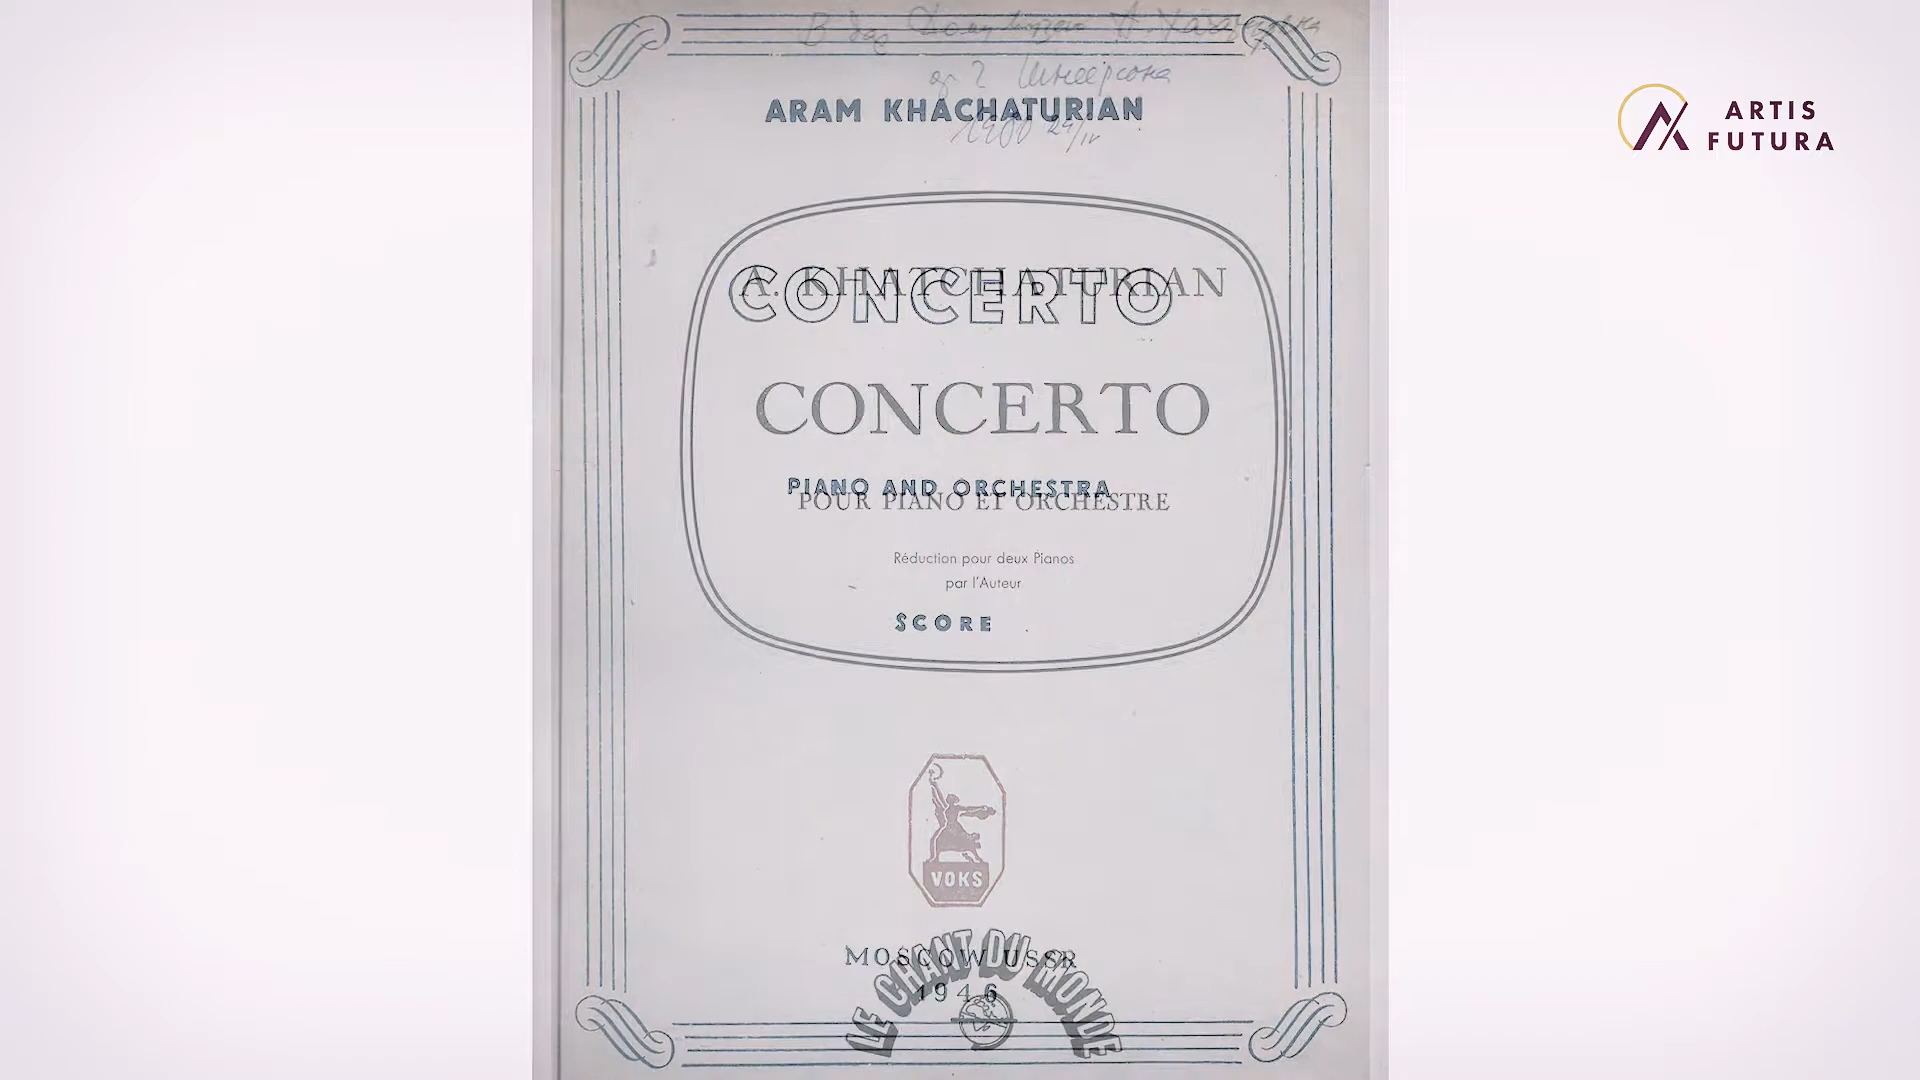 ARAM KHACHATURIAN
A. KHATCHATURIAN
CONCERTO
CONCERTO
PIANO AND ORCHESTRA
POUR PIANO ET ORCHESTRE
Réduction pour deux Pianos
par l'Auteur
SCORE
VOKS
MOSCOW USSR
1946
LE CHANT DU MONDE
ARTIS
FUTURA